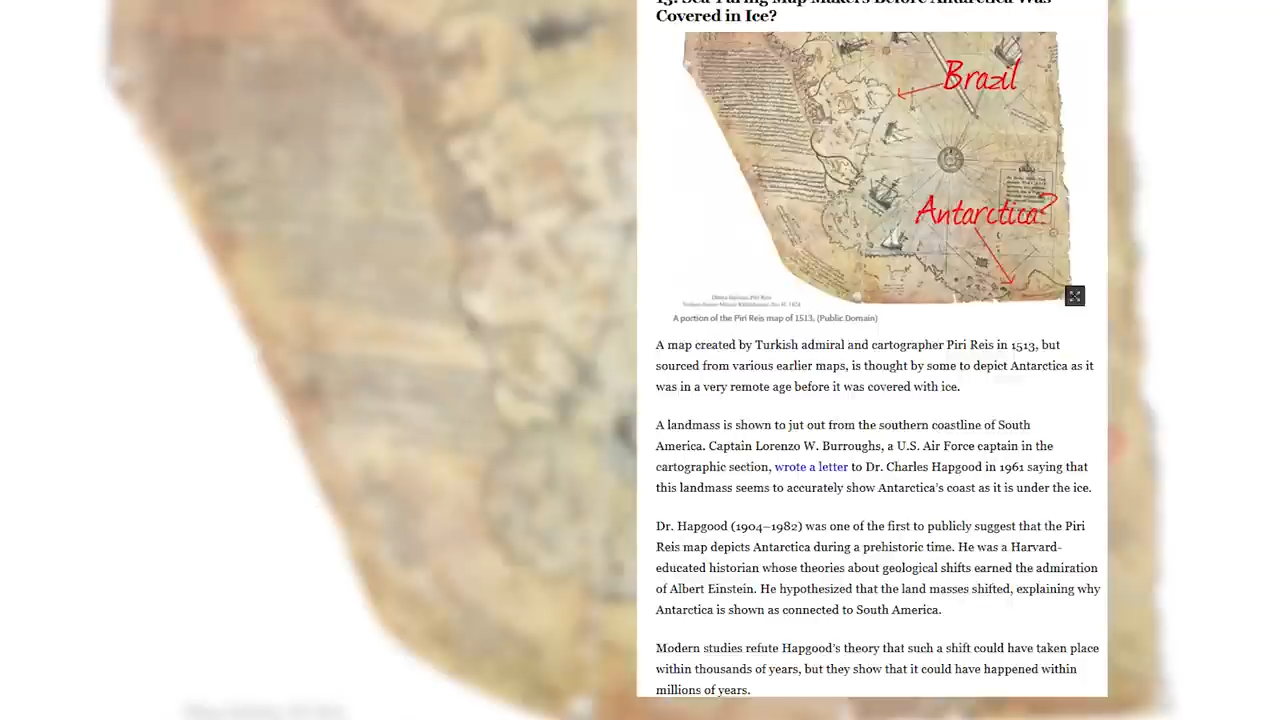 13. Sea-Faring Map Makers Before Antarctica Was
Covered in Ice?
Brazil
Antarctica?
A portion of the Piri Reis map of 1513. (Public Domain)
A map created by Turkish admiral and cartographer Piri Reis in 1513, but
sourced from various earlier maps, is thought by some to depict Antarctica as it
was in a very remote age before it was covered with ice.
A landmass is shown to jut out from the southern coastline of South
America. Captain Lorenzo W. Burroughs, a U.S. Air Force captain in the
cartographic section, wrote a letter to Dr. Charles Hapgood in 1961 saying that
this landmass seems to accurately show Antarctica's coast as it is under the ice.
Dr. Hapgood (1904–1982) was one of the first to publicly suggest that the Piri
Reis map depicts Antarctica during a prehistoric time. He was a Harvard-
educated historian whose theories about geological shifts earned the admiration
of Albert Einstein. He hypothesized that the land masses shifted, explaining why
Antarctica is shown as connected to South America.
Modern studies refute Hapgood's theory that such a shift could have taken place
within thousands of years, but they show that it could have happened within
millions of years.